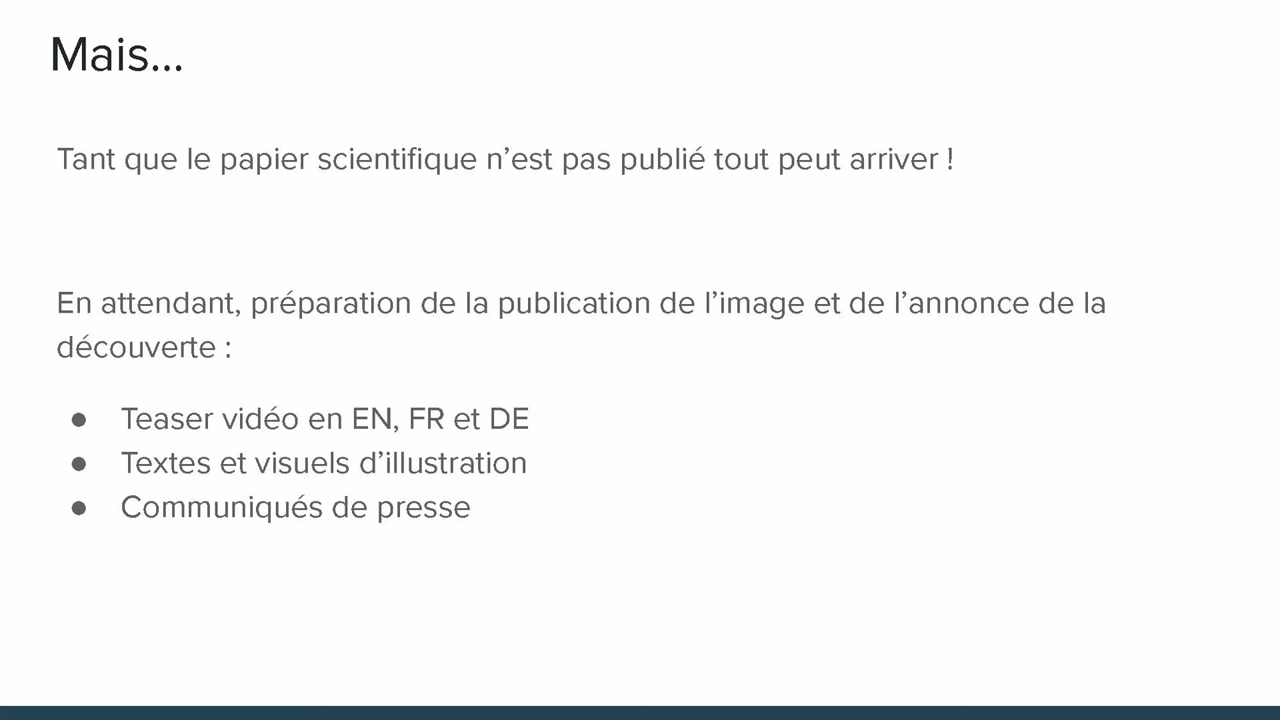 Mais...
Tant que le papier scientifique n’est pas publié tout peut arriver !
En attendant, préparation de la publication de l’image et de l’annonce de la
découverte :
● Teaser vidéo en EN, FR et DE
● Textes et visuels d’illustration
● Communiqués de presse